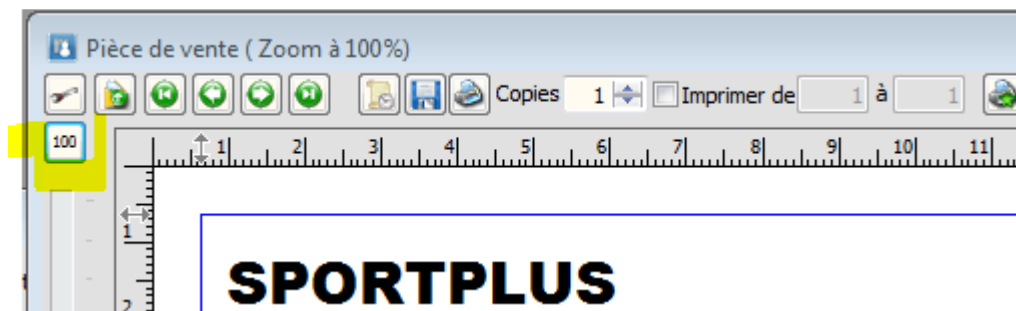 Pièce de vente ( Zoom à 100%)
Copies 1 Imprimer de 1 à 1
100
1 2 3 4 5 6 7 8 9 10 11
1
SPORTPLUS
2